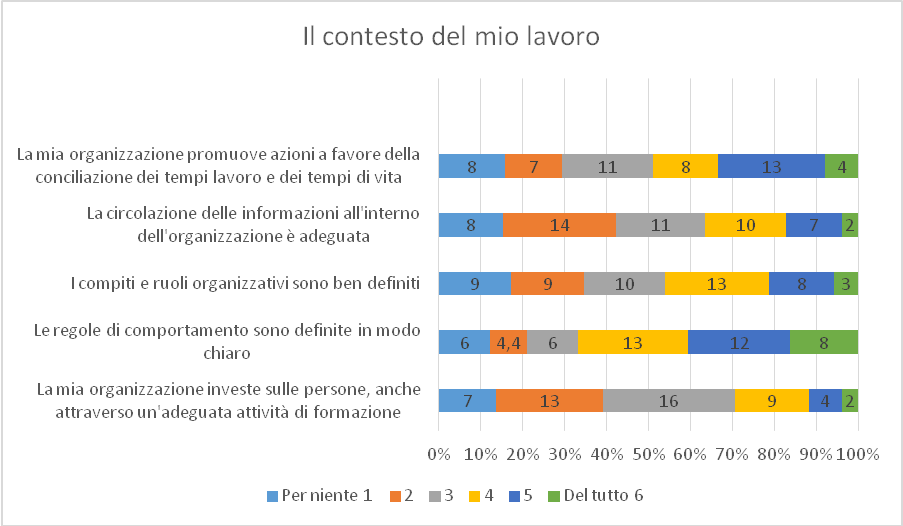 Il contesto del mio lavoro
La mia organizzazione promuove azioni a favore della
conciliazione dei tempi lavoro e dei tempi di vita
8 7 11 8 13 4
La circolazione delle informazioni all'interno
dell'organizzazione è adeguata
8 14 11 10 7 2
I compiti e ruoli organizzativi sono ben definiti
9 9 10 13 8 3
Le regole di comportamento sono definite in modo
chiaro
6 4,4 6 13 12 8
La mia organizzazione investe sulle persone, anche
attraverso un'adeguata attività di formazione
7 13 16 9 4 2
0% 10% 20% 30% 40% 50% 60% 70% 80% 90% 100%
Per niente 1 2 3 4 5 Del tutto 6